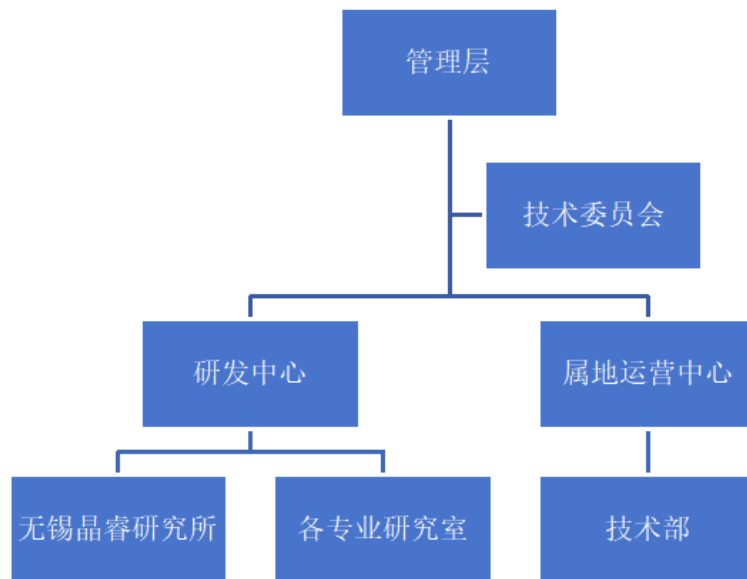 管理层
技术委员会
研发中心
属地运营中心
无锡晶睿研究所
各专业研究室
技术部